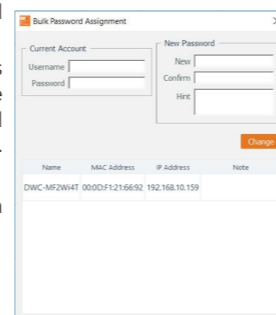 Bulk Password Assignment
Current Account
Username
Password
New Password
New
Confirm
Hint
Change
Name MAC Address IP Address Note
DWC-MF2Wi4T 00:0D:F1:21:66:92 192.168.10.159